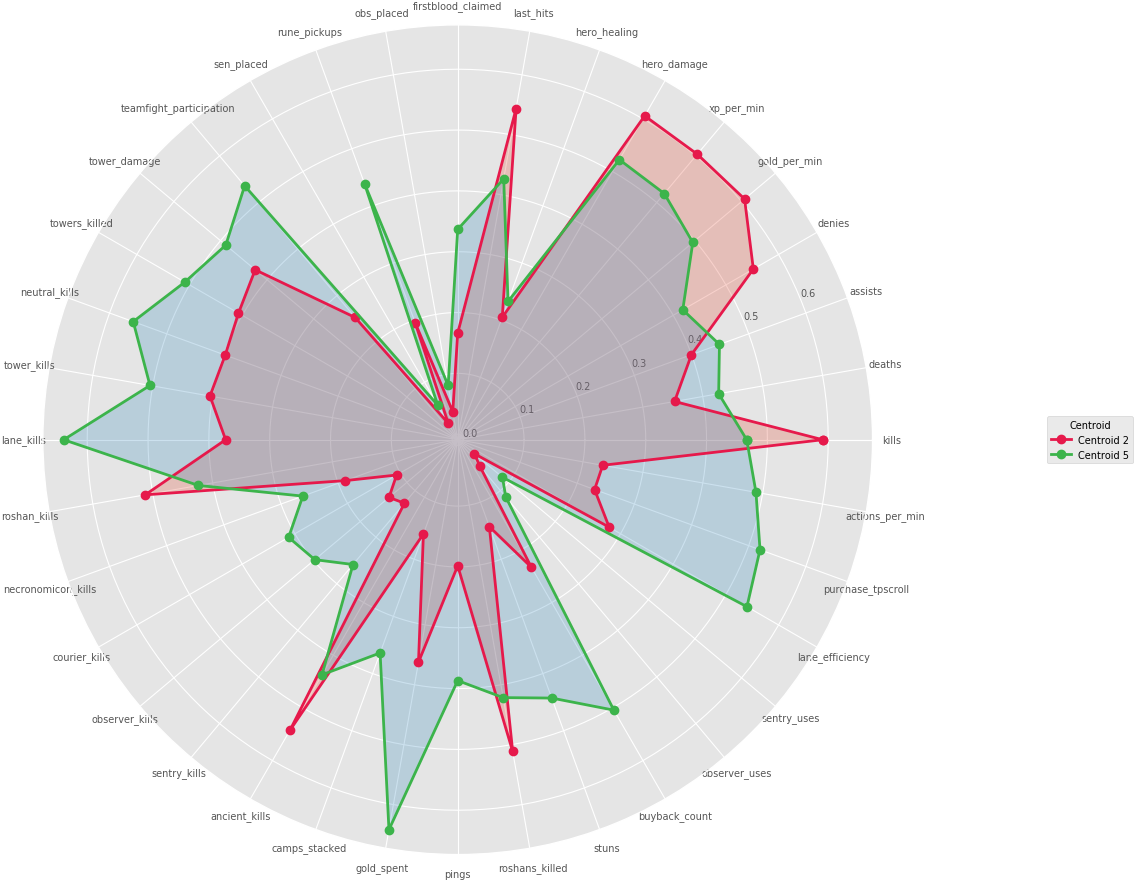 firstblood_claimed
obs_placed
last_hits
rune_pickups
hero_healing
sen_placed
hero_damage
teamfight_participation
xp_per_min
tower_damage
gold_per_min
towers_killed
denies
neutral_kills
assists
0.6
0.5
0.4
tower_kills
0.3
deaths
0.2
0.1
0.0
lane_kills
kills
Centroid
Centroid 2
Centroid 5
roshan_kills
actions_per_min
necronomicon_kills
purchase_tpscroll
courier_kills
lane_efficiency
observer_kills
sentry_uses
sentry_kills
observer_uses
ancient_kills
buyback_count
camps_stacked
stuns
gold_spent
roshans_killed
pings